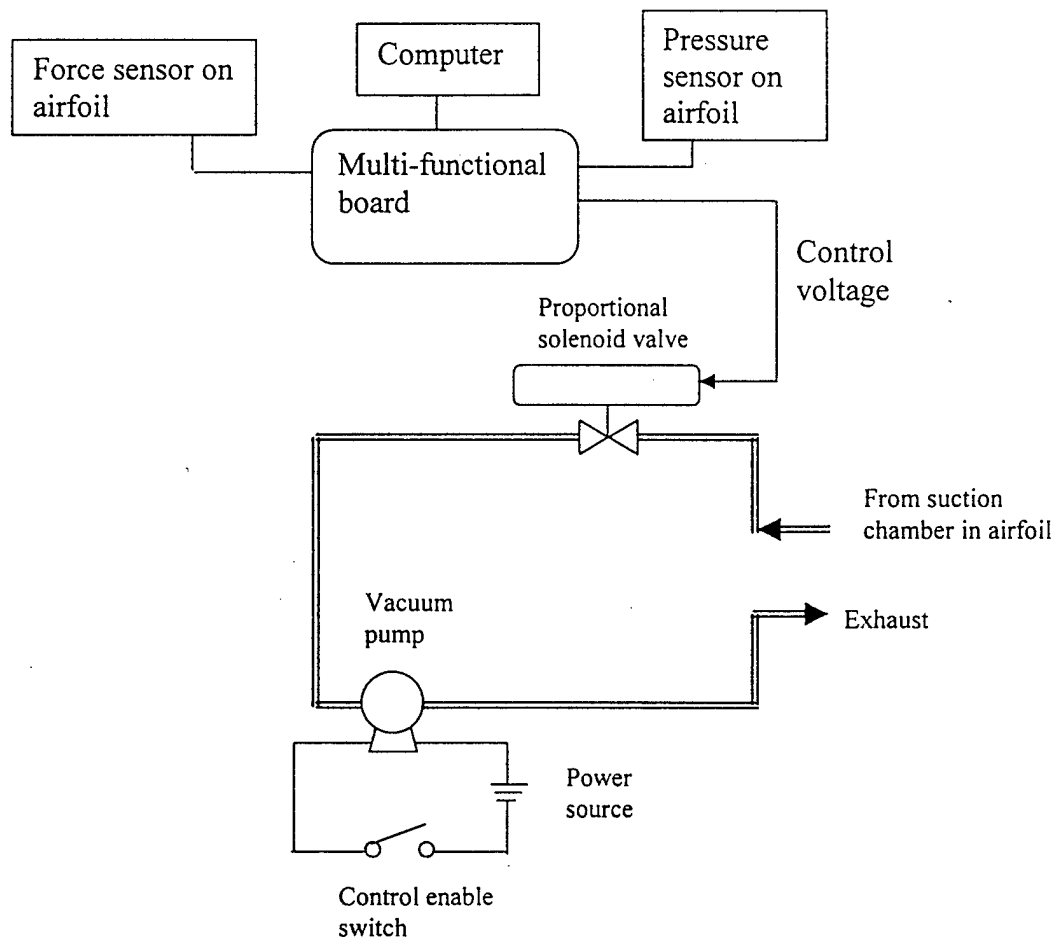 Force sensor on
airfoil
Computer
Pressure
sensor on
airfoil
Multi-functional
board
Control
voltage
Proportional
solenoid valve
From suction
chamber in airfoil
Vacuum
pump
Exhaust
Power
source
Control enable
switch